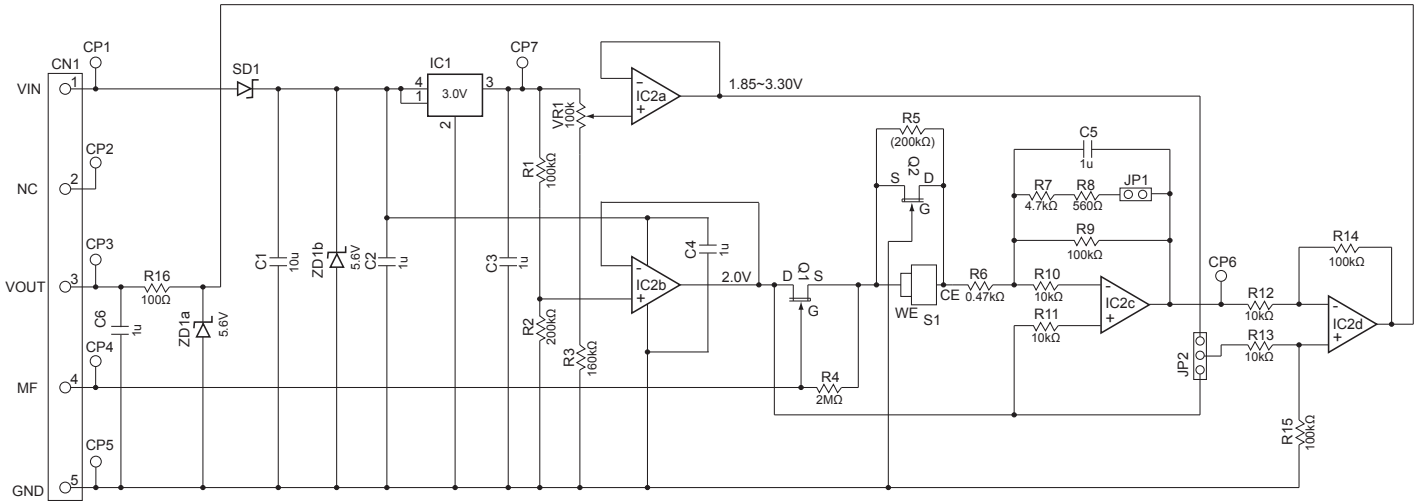 CN1
VIN
1
CP1
SD1
IC1
4
1
3.0V
3
2
CP7
VR1
100k
-
IC2a
+
1.85~3.30V
CP2
NC
2
R1
100kΩ
R5
(200kΩ)
Q2
S
D
G
C5
1u
R7
4.7kΩ
R8
560Ω
JP1
R9
100kΩ
CP3
VOUT
3
R16
100Ω
C6
1u
ZD1a
5.6V
C1
10u
ZD1b
5.6V
C2
1u
C3
1u
C4
1u
-
IC2b
+
2.0V
D
Q1
S
G
WE
CE
S1
R6
0.47kΩ
R10
10kΩ
R11
10kΩ
-
IC2c
+
CP6
R12
10kΩ
R14
100kΩ
-
IC2d
+
R13
10kΩ
JP2
R2
200kΩ
R3
160kΩ
CP4
MF
4
R4
2MΩ
R15
100kΩ
CP5
GND
5